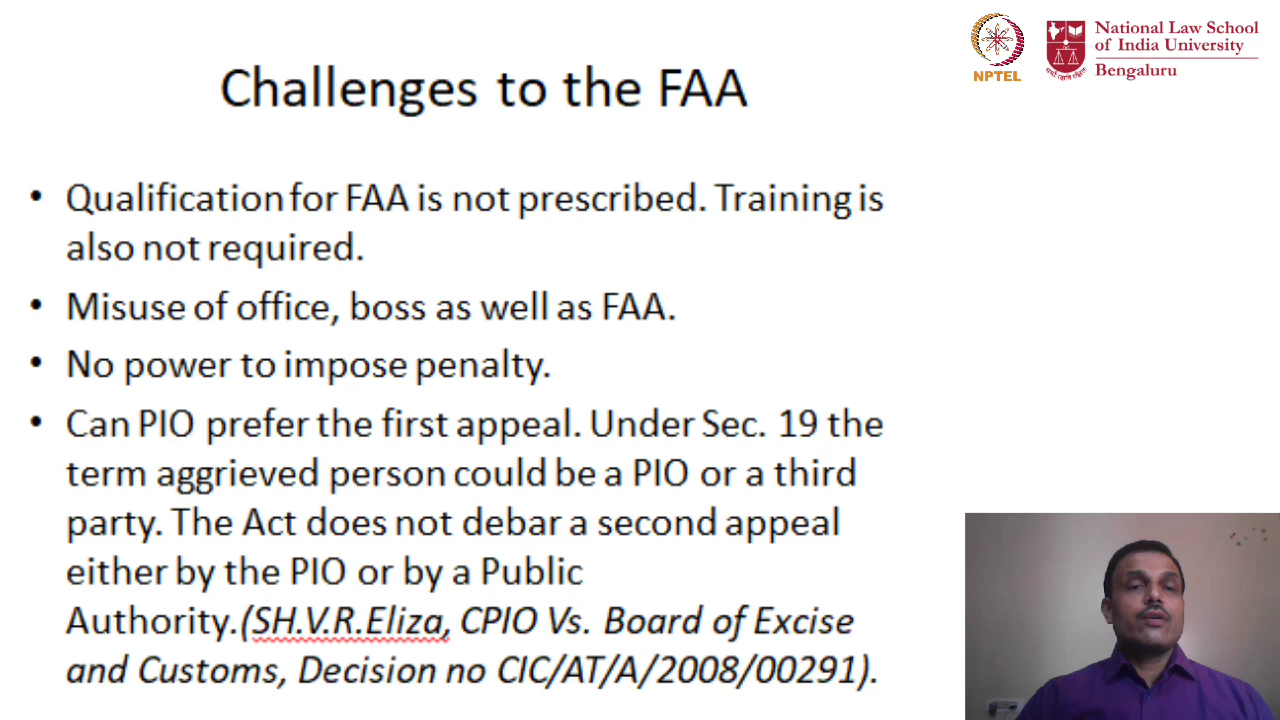 National Law School
of India University
NPTEL
Bengaluru
Challenges to the FAA
• Qualification for FAA is not prescribed. Training is
also not required.
• Misuse of office, boss as well as FAA.
• No power to impose penalty.
• Can PIO prefer the first appeal. Under Sec. 19 the
term aggrieved person could be a PIO or a third
party. The Act does not debar a second appeal
either by the PIO or by a Public
Authority.(SH.V.R.Eliza, CPIO Vs. Board of Excise
and Customs, Decision no CIC/AT/A/2008/00291).